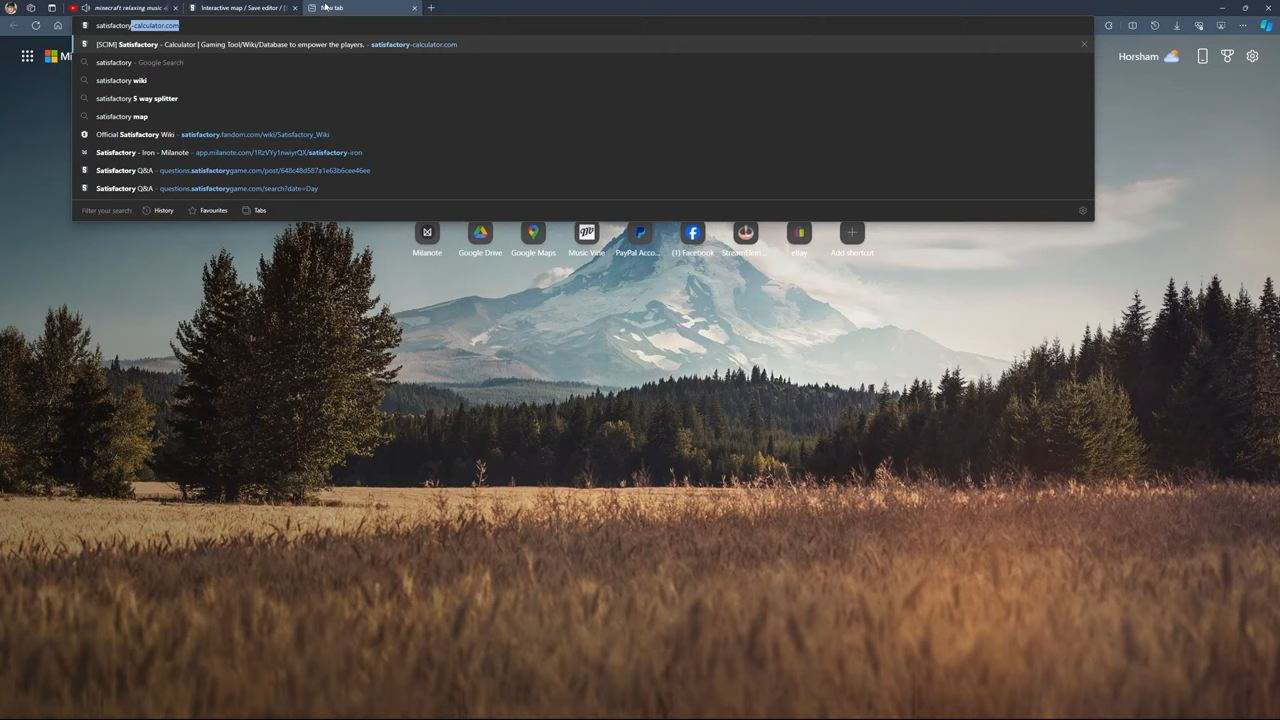 minecraft relaxing music
Interactive map / Save editor / [S
New tab
satisfactory-calculator.com
[SCIM] Satisfactory - Calculator | Gaming Tool/Wiki/Database to empower the players. - satisfactory-calculator.com
satisfactory - Google Search
satisfactory wiki
satisfactory 5 way splitter
satisfactory map
Official Satisfactory Wiki - satisfactory.fandom.com/wiki/Satisfactory_Wiki
Satisfactory - Iron - Milanote - app.milanote.com/1RzVYy1nwiyrQX/satisfactory-iron
Satisfactory Q&A - questions.satisfactorygame.com/post/648c48d587a1e63b6cee46ee
Satisfactory Q&A - questions.satisfactorygame.com/search?date=Day
Filter your search: History Favourites Tabs
Mi
Horsham
Milanote
Google Drive
Google Maps
Music Vine
PayPal Acco...
(1) Facebook
StreamDem...
eBay
Add shortcut